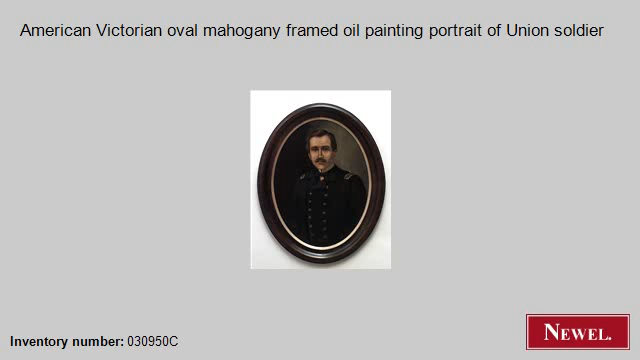 American Victorian oval mahogany framed oil painting portrait of Union soldier
Inventory number: 030950C
NEWEL.